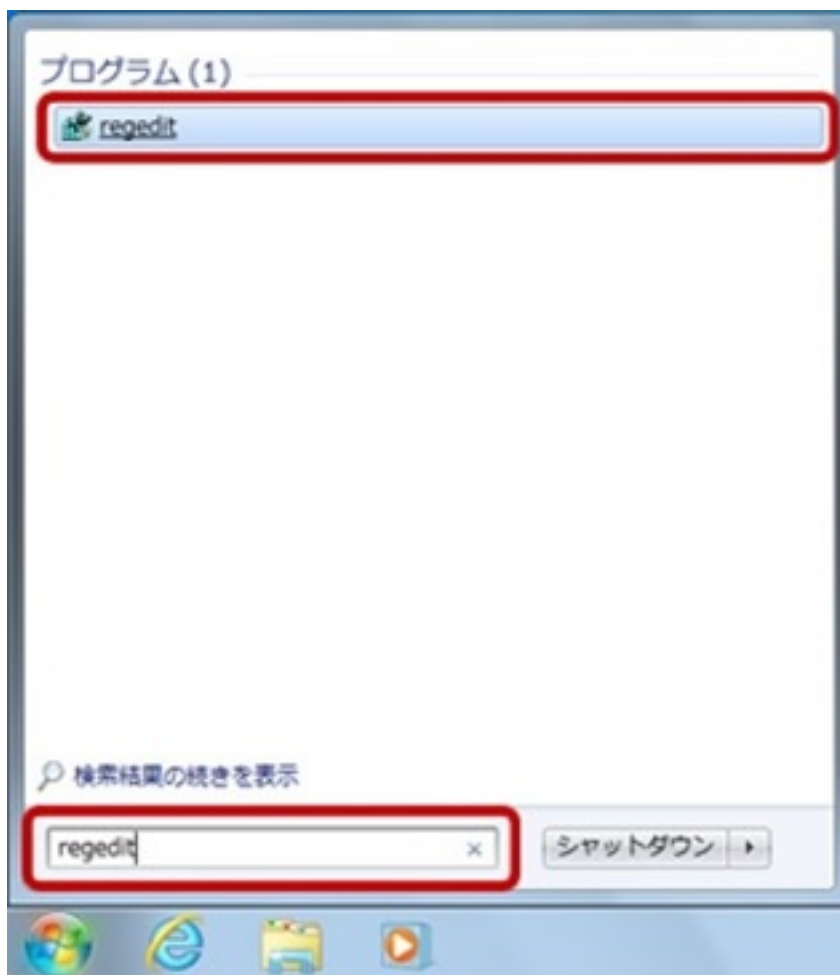 プログラム (1)
regedit
検索結果の続きを表示
regedit
シャットダウン